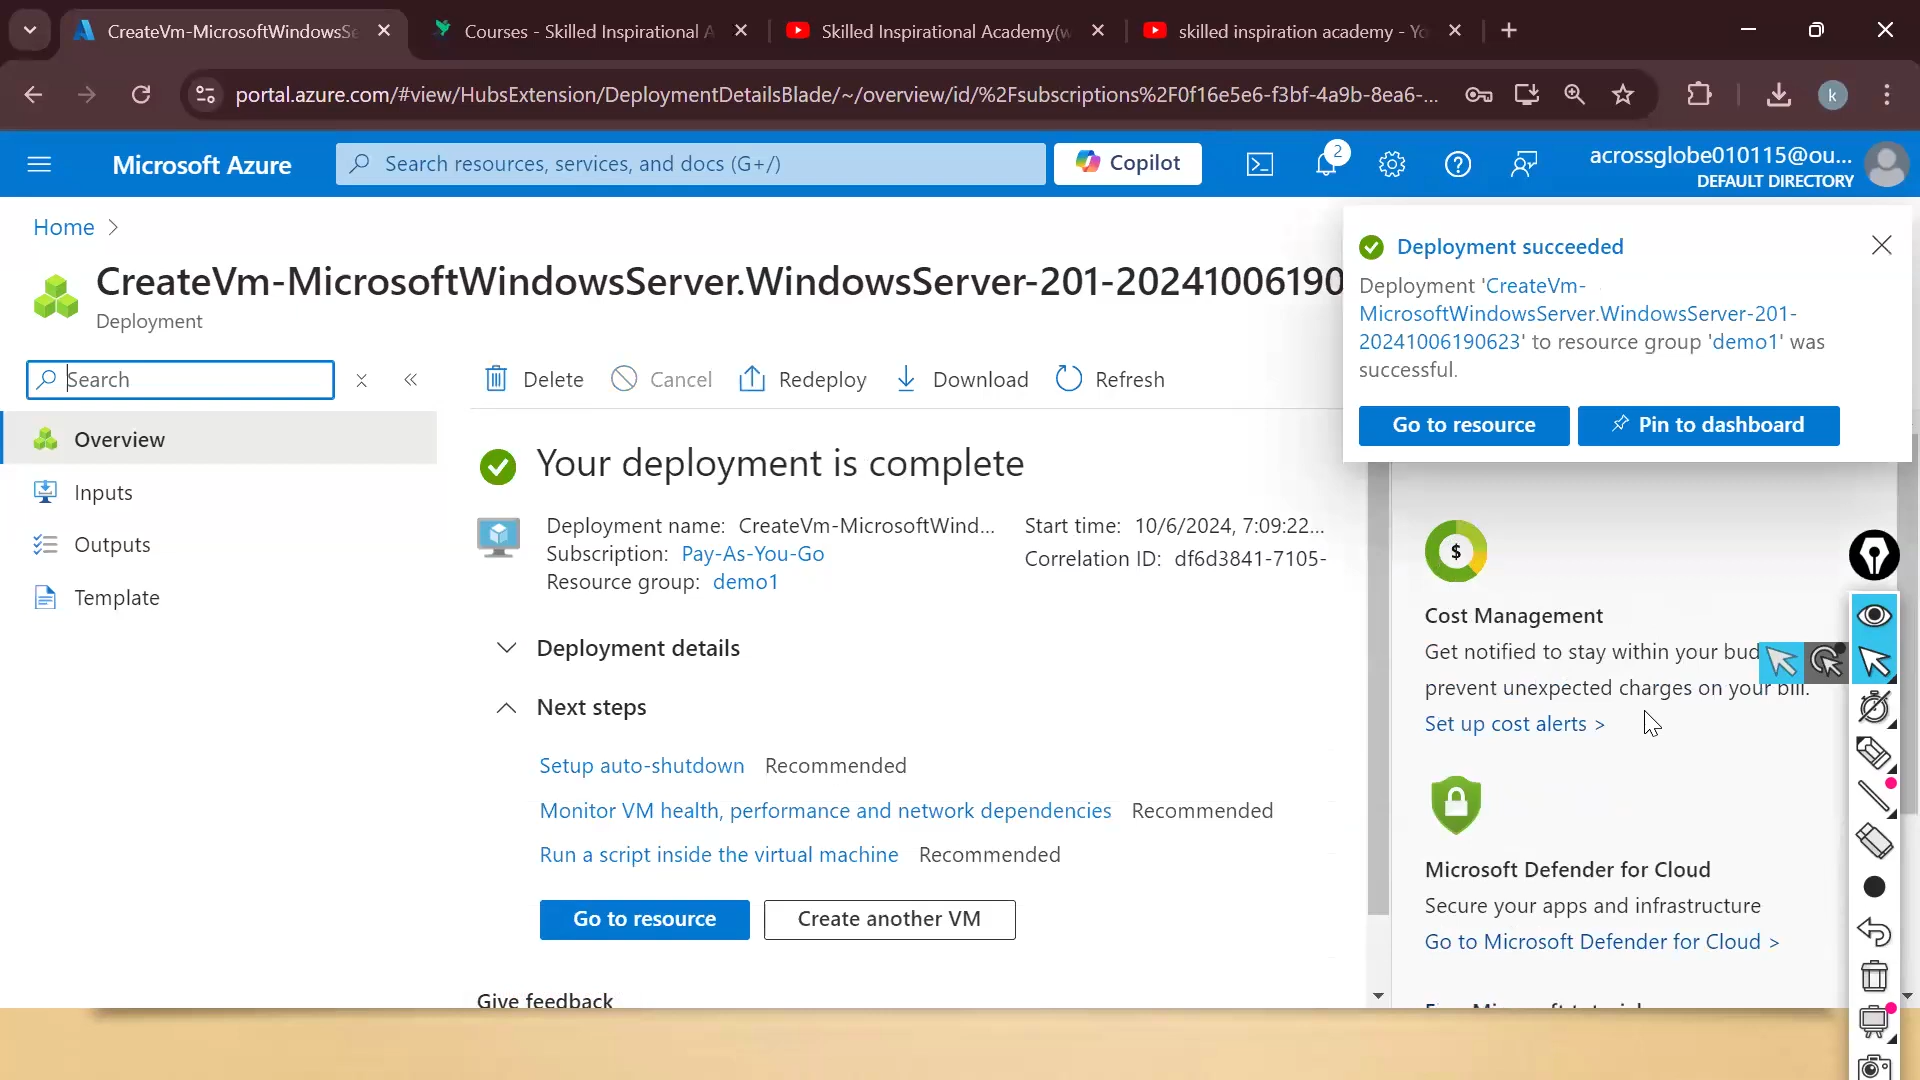 CreateVm-MicrosoftWindowsSe
Courses - Skilled Inspirational A
Skilled Inspirational Academy(w
skilled inspiration academy - Yo
portal.azure.com/#view/HubsExtension/DeploymentDetailsBlade/~/overview/id/%2Fsubscriptions%2F0f16e5e6-f3bf-4a9b-8ea6-...
k
Microsoft Azure
Search resources, services, and docs (G+/)
Copilot
2
acrossglobe010115@ou...
DEFAULT DIRECTORY
Home
CreateVm-MicrosoftWindowsServer.WindowsServer-201-20241006190
Deployment
Search
Delete
Cancel
Redeploy
Download
Refresh
Overview
Inputs
Outputs
Template
Your deployment is complete
Deployment name: CreateVm-MicrosoftWind...
Subscription: Pay-As-You-Go
Resource group: demo1
Start time: 10/6/2024, 7:09:22...
Correlation ID: df6d3841-7105-
Deployment details
Next steps
Setup auto-shutdown Recommended
Monitor VM health, performance and network dependencies Recommended
Run a script inside the virtual machine Recommended
Go to resource
Create another VM
Give feedback
Deployment succeeded
Deployment 'CreateVm-
MicrosoftWindowsServer.WindowsServer-201-
20241006190623' to resource group 'demo1' was
successful.
Go to resource
Pin to dashboard
$
Cost Management
Get notified to stay within your bud
prevent unexpected charges on your bill.
Set up cost alerts >
Microsoft Defender for Cloud
Secure your apps and infrastructure
Go to Microsoft Defender for Cloud >